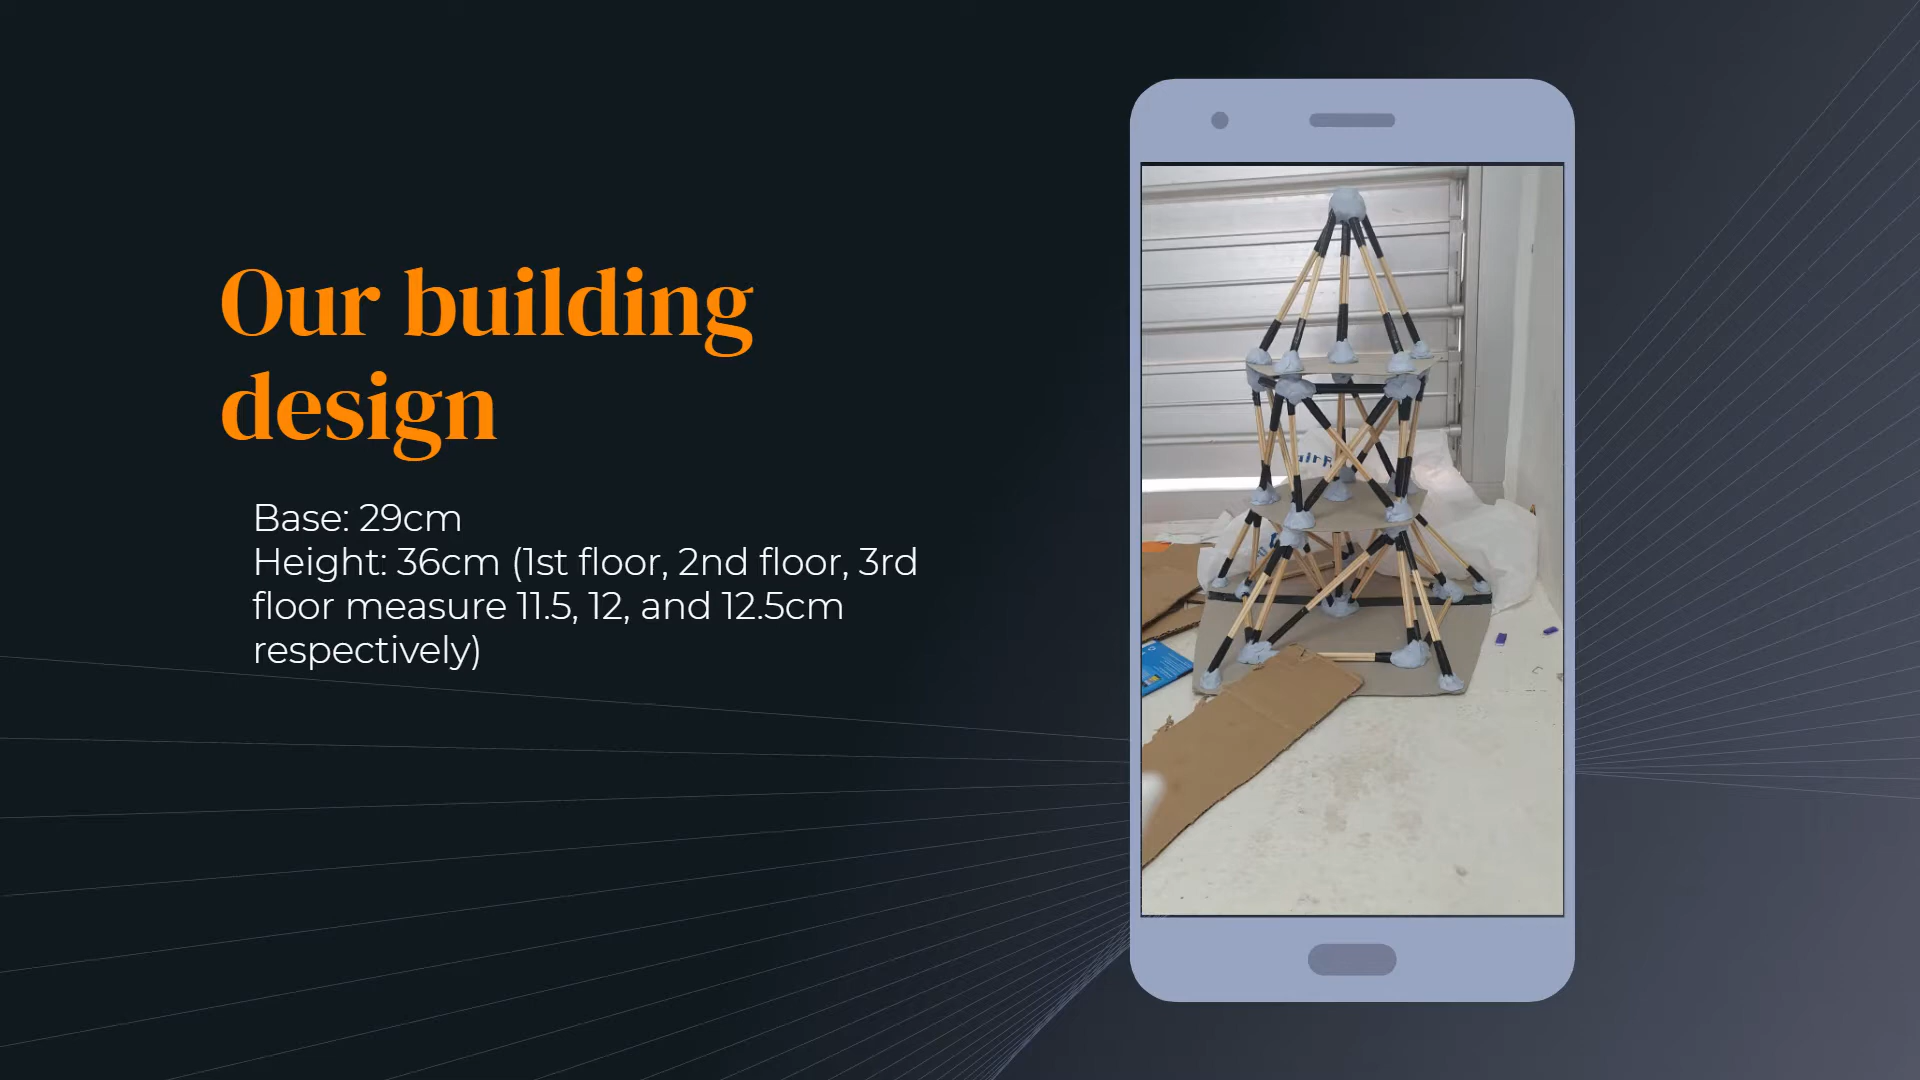 Our building
design
Base: 29cm
Height: 36cm (1st floor, 2nd floor, 3rd
floor measure 11.5, 12, and 12.5cm
respectively)